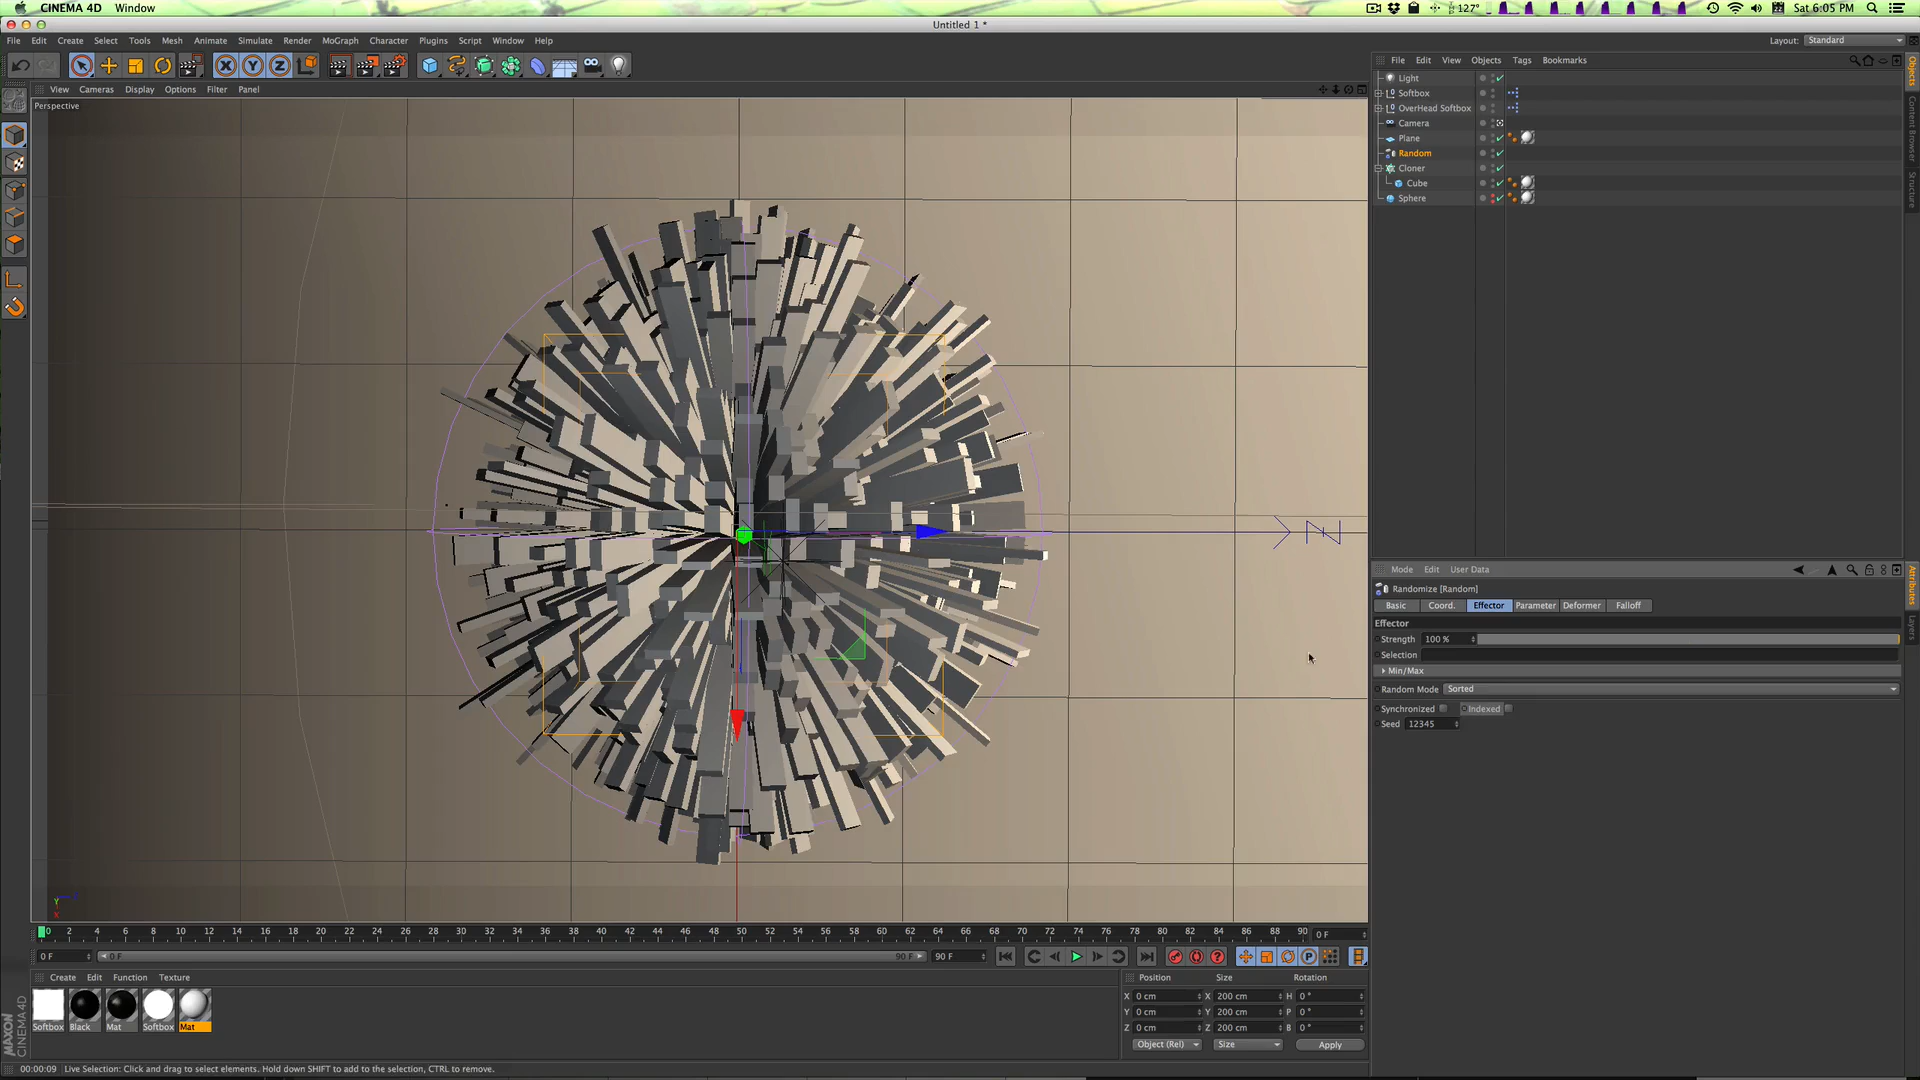 CINEMA 4D Window
127° Sat 6:05 PM
Untitled 1 *
File Edit Create Select Tools Mesh Animate Simulate Render MoGraph Character Plugins Script Window Help
Layout: Standard
X Y Z
File Edit View Objects Tags Bookmarks
View Cameras Display Options Filter Panel
Perspective
Light
Softbox
OverHead Softbox
Camera
Plane
Random
Cloner
Cube
Sphere
Objects
Content Browser
Structure
Z
Y
X
Mode Edit User Data
Randomize [Random]
Basic Coord. Effector Parameter Deformer Falloff
Effector
Strength 100 %
Selection
Min/Max
Random Mode Sorted
Synchronized Indexed
Seed 12345
Attributes
Layers
0 2 4 6 8 10 12 14 16 18 20 22 24 26 28 30 32 34 36 38 40 42 44 46 48 50 52 54 56 58 60 62 64 66 68 70 72 74 76 78 80 82 84 86 88 90 0 F
0 F 0 F 90 F 90 F
Create Edit Function Texture
Softbox Black Mat Softbox Mat
Position Size Rotation
X 0 cm X 200 cm H 0 °
Y 0 cm Y 200 cm P 0 °
Z 0 cm Z 200 cm B 0 °
Object (Rel) Size Apply
MAXON CINEMA 4D
00:00:09 Live Selection: Click and drag to select elements. Hold down SHIFT to add to the selection, CTRL to remove.